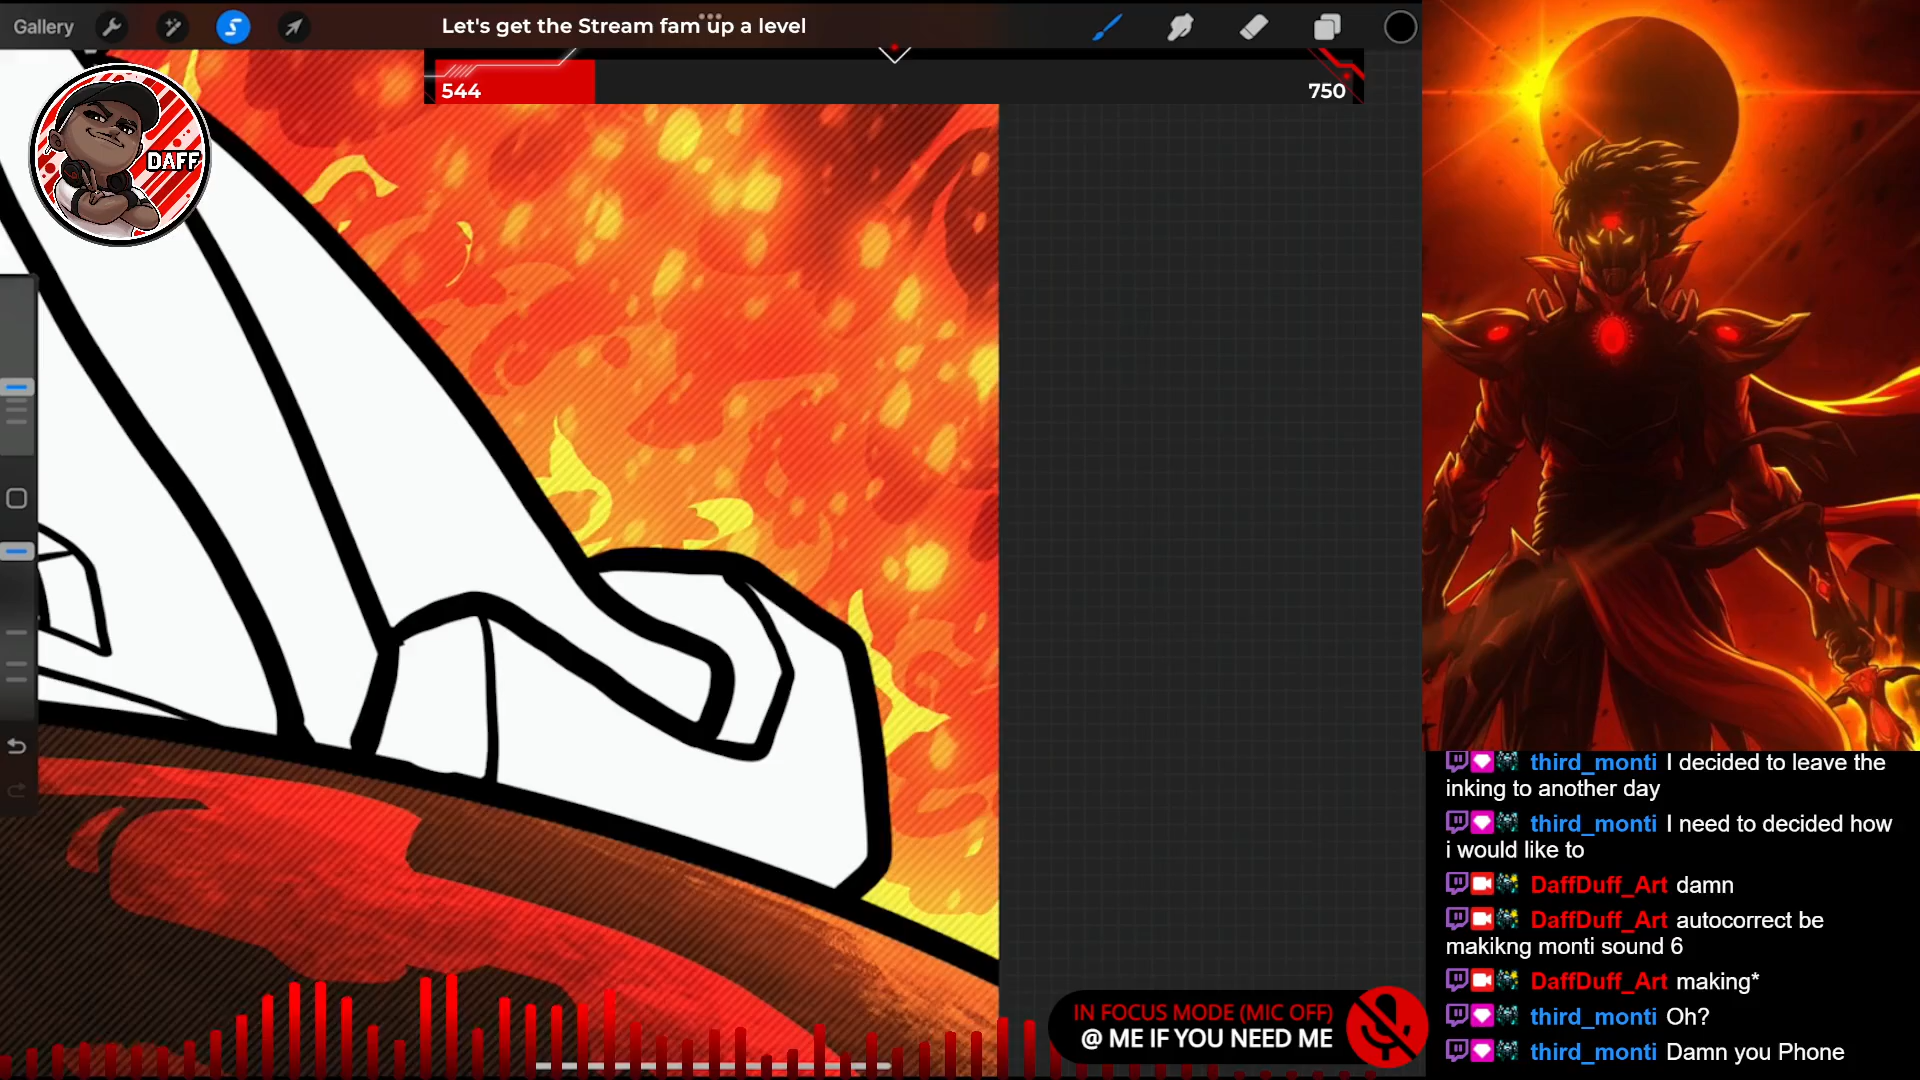 Gallery
Let's get the Stream fam up a level
544
750
DAFF
IN FOCUS MODE (MIC OFF)
@ ME IF YOU NEED ME
third_monti I decided to leave the
inking to another day
third_monti I need to decided how
i would like to
DaffDuff_Art damn
DaffDuff_Art autocorrect be
makikng monti sound 6
DaffDuff_Art making*
third_monti Oh?
third_monti Damn you Phone